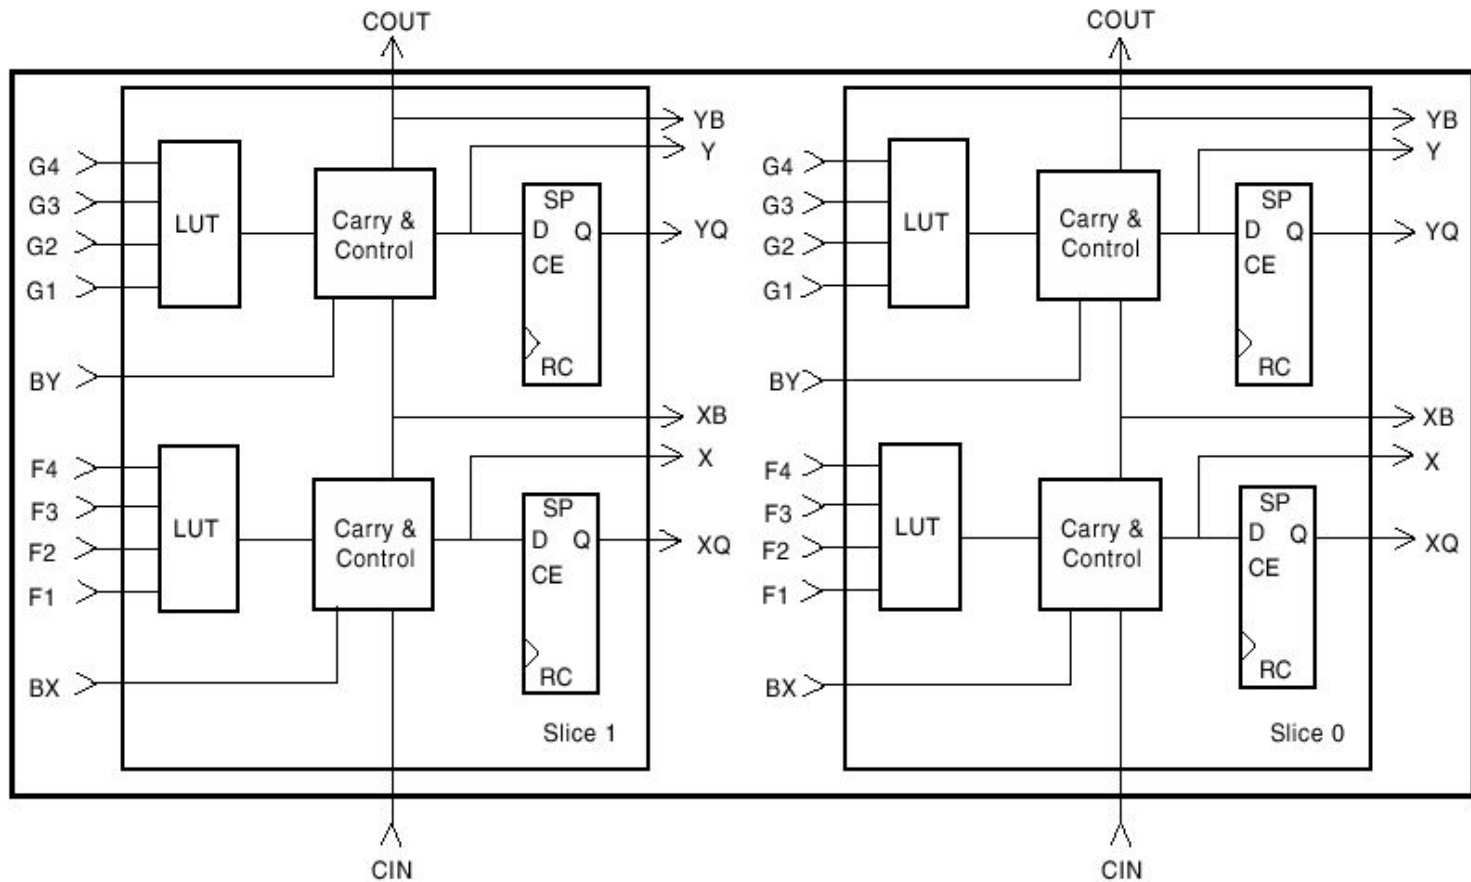 COUT
COUT
YB
Y
G4
G3
LUT
G2
G1
Carry &
Control
SP
D Q
CE
RC
YQ
BY
XB
X
F4
F3
LUT
F2
F1
Carry &
Control
SP
D Q
CE
RC
XQ
BX
Slice 1
CIN
YB
Y
G4
G3
LUT
G2
G1
Carry &
Control
SP
D Q
CE
RC
YQ
BY
XB
X
F4
F3
LUT
F2
F1
Carry &
Control
SP
D Q
CE
RC
XQ
BX
Slice 0
CIN